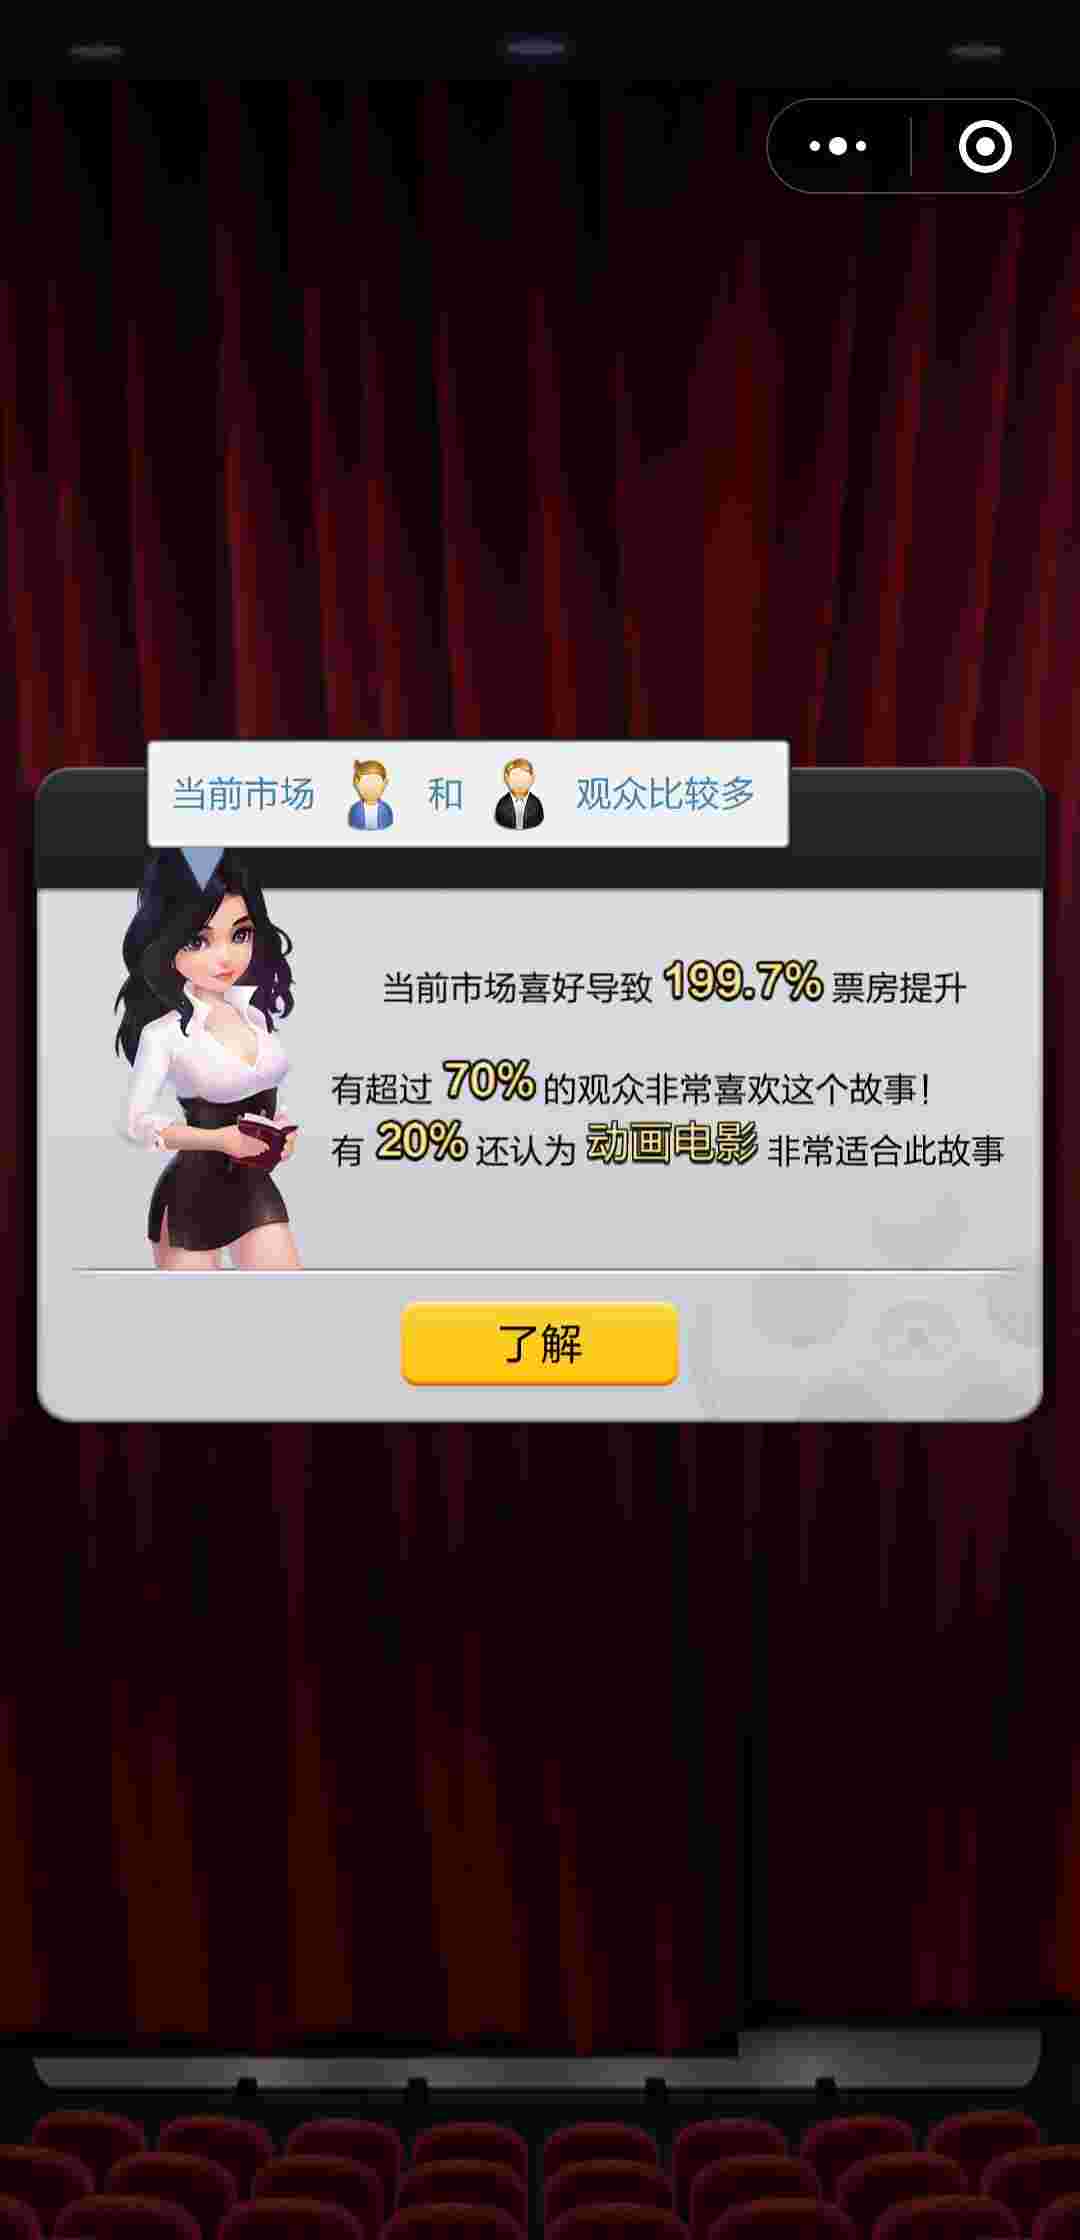 当前市场 和 观众比较多
当前市场喜好导致 199.7% 票房提升
有超过 70% 的观众非常喜欢这个故事!
有 20% 还认为 动画电影 非常适合此故事
了解